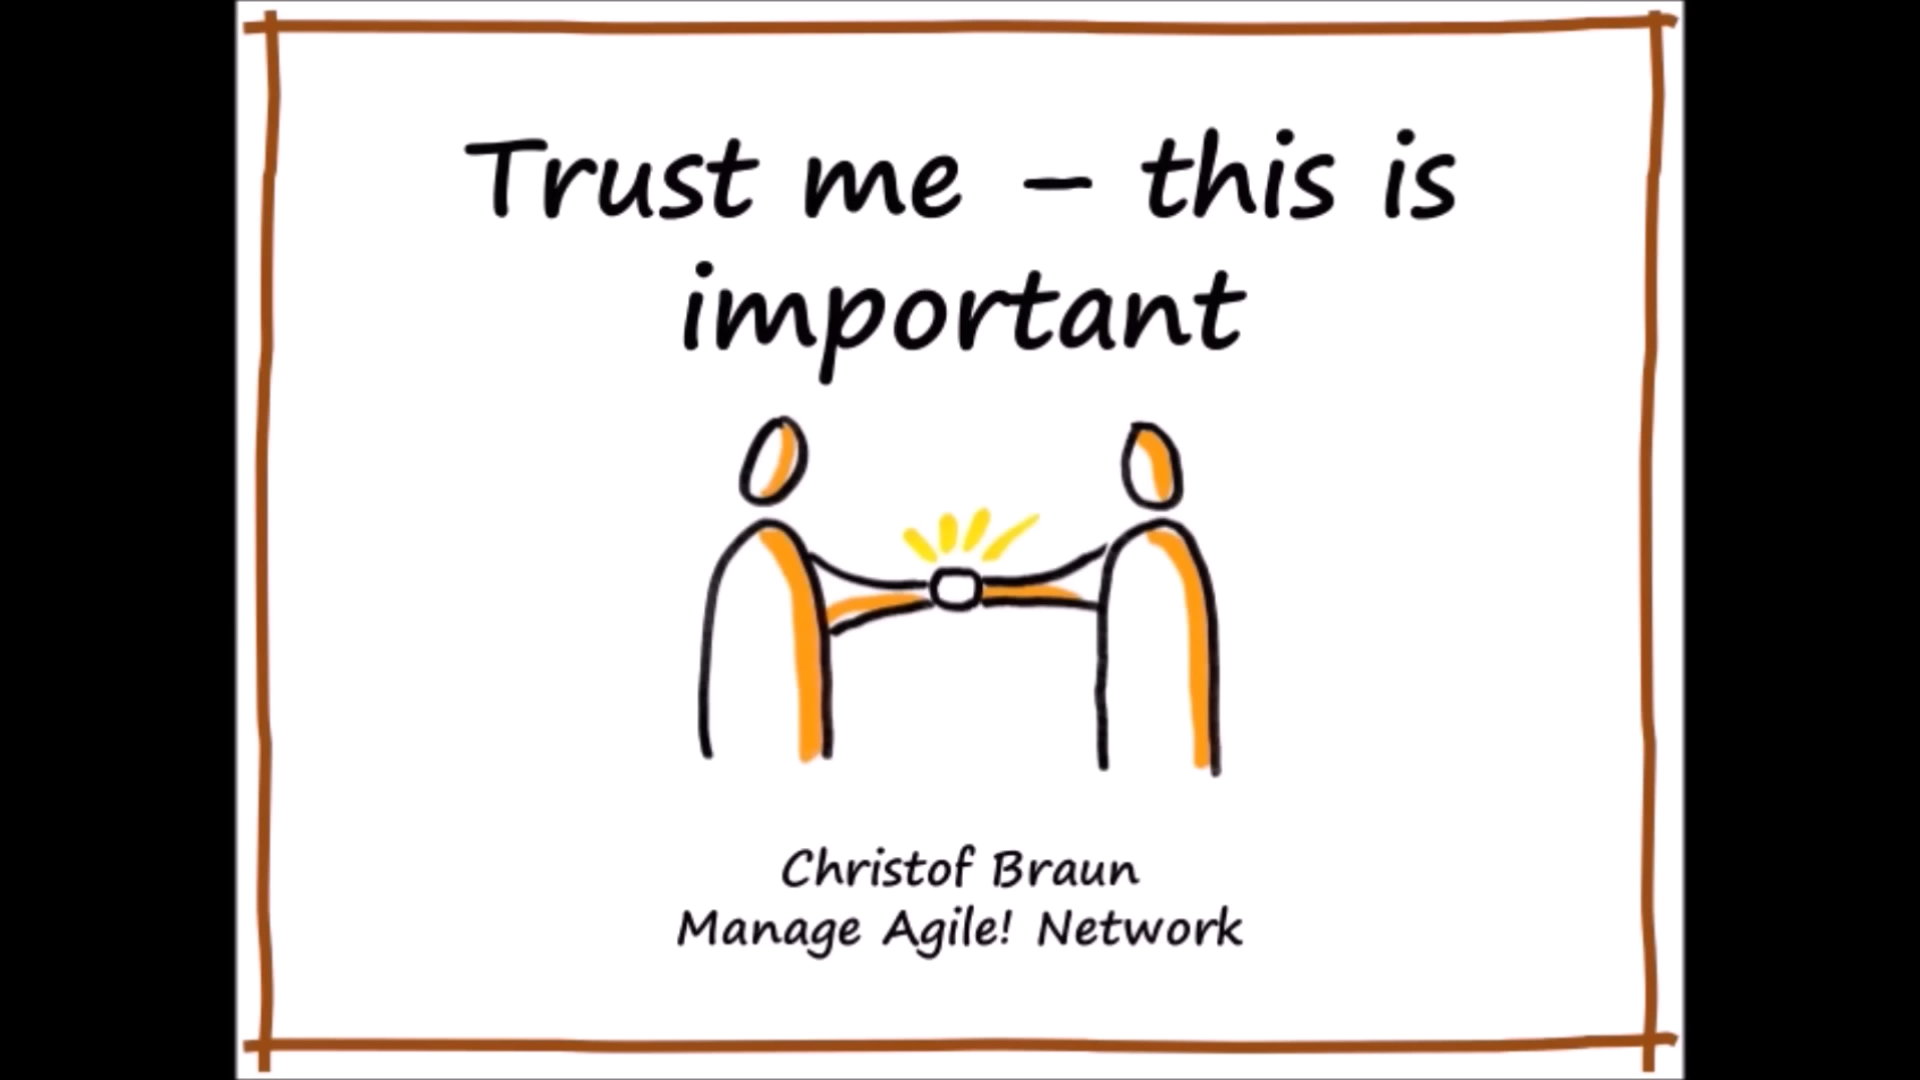 Trust me – this is
important
Christof Braun
Manage Agile! Network